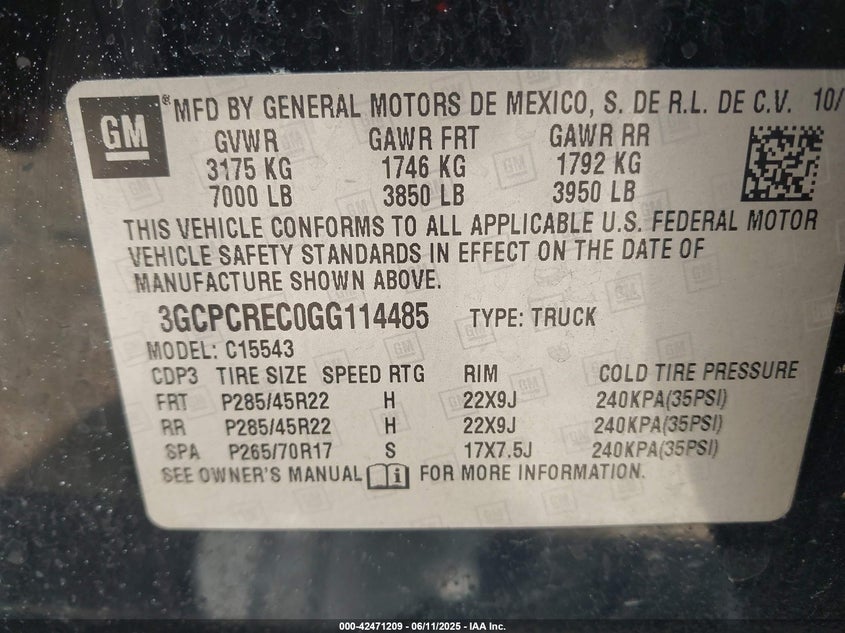 GM
® MFD BY GENERAL MOTORS DE MEXICO, S. DE R.L. DE C.V. 10/
GVWR GAWR FRT GAWR RR
3175 KG 1746 KG 1792 KG
7000 LB 3850 LB 3950 LB
THIS VEHICLE CONFORMS TO ALL APPLICABLE U.S. FEDERAL MOTOR
VEHICLE SAFETY STANDARDS IN EFFECT ON THE DATE OF
MANUFACTURE SHOWN ABOVE.
3GCPCREC0GG114485 TYPE: TRUCK
MODEL: C15543
CDP3 TIRE SIZE SPEED RTG RIM COLD TIRE PRESSURE
FRT P285/45R22 H 22X9J 240KPA(35PSI)
RR P285/45R22 H 22X9J 240KPA(35PSI)
SPA P265/70R17 S 17X7.5J 240KPA(35PSI)
SEE OWNER'S MANUAL i FOR MORE INFORMATION.
000-42471209 - 06/11/2025 - IAA Inc.